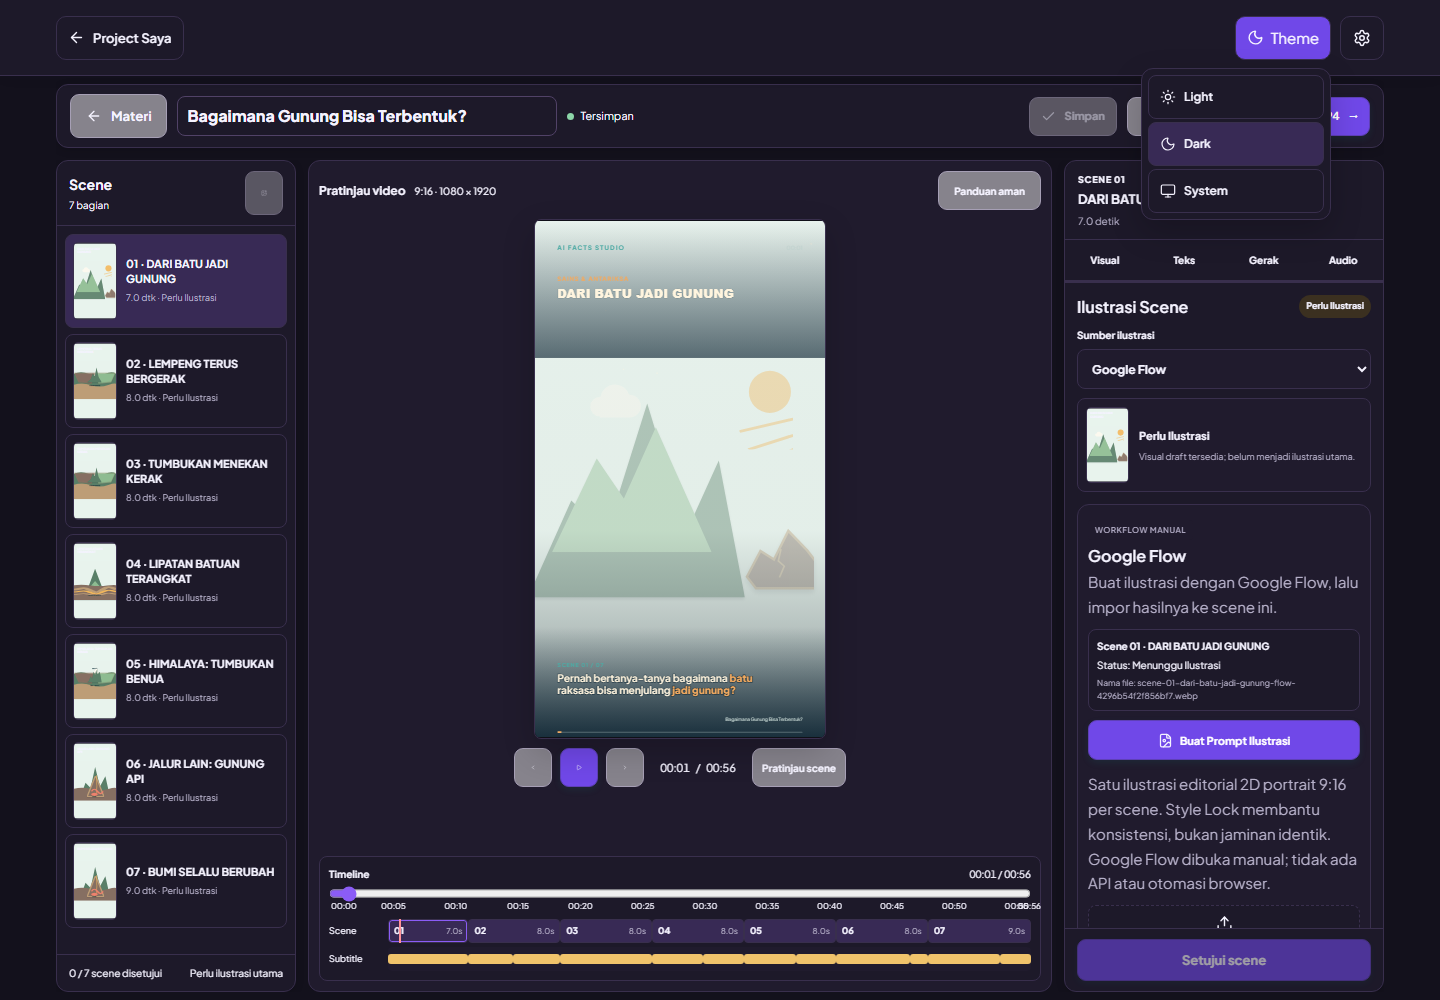 Project Saya
Theme
Light
Dark
System
Materi
Bagaimana Gunung Bisa Terbentuk?
Tersimpan
Simpan
Scene
7 bagian
01 · DARI BATU JADI
GUNUNG
7.0 dtk · Perlu Ilustrasi
02 · LEMPENG TERUS
BERGERAK
8.0 dtk · Perlu Ilustrasi
03 · TUMBUKAN MENEKAN
KERAK
8.0 dtk · Perlu Ilustrasi
04 · LIPATAN BATUAN
TERANGKAT
8.0 dtk · Perlu Ilustrasi
05 · HIMALAYA: TUMBUKAN
BENUA
8.0 dtk · Perlu Ilustrasi
06 · JALUR LAIN: GUNUNG
API
8.0 dtk · Perlu Ilustrasi
07 · BUMI SELALU BERUBAH
9.0 dtk · Perlu Ilustrasi
0 / 7 scene disetujui
Perlu ilustrasi utama
Pratinjau video
9:16 · 1080 × 1920
Panduan aman
AI FACTS STUDIO
DARI BATU JADI GUNUNG
Pernah bertanya-tanya bagaimana batu
raksasa bisa menjulang jadi gunung?
Bagaimana Gunung Bisa Terbentuk?
00:01 / 00:56
Pratinjau scene
Timeline
00:01 / 00:56
00:00 00:05 00:10 00:15 00:20 00:25 00:30 00:35 00:40 00:45 00:50 00:56
Scene
01 7.0s 02 8.0s 03 8.0s 04 8.0s 05 8.0s 06 8.0s 07 9.0s
Subtitle
SCENE 01
DARI BATU
7.0 detik
Visual Teks Gerak Audio
Ilustrasi Scene
Perlu Ilustrasi
Sumber ilustrasi
Google Flow
Perlu Ilustrasi
Visual draft tersedia; belum menjadi ilustrasi utama.
WORKFLOW MANUAL
Google Flow
Buat ilustrasi dengan Google Flow, lalu
impor hasilnya ke scene ini.
Scene 01 · DARI BATU JADI GUNUNG
Status: Menunggu Ilustrasi
Nama file: scene-01-dari-batu-jadi-gunung-flow-
4296b54f2f856bf7.webp
Buat Prompt Ilustrasi
Satu ilustrasi editorial 2D portrait 9:16
per scene. Style Lock membantu
konsistensi, bukan jaminan identik.
Google Flow dibuka manual; tidak ada
API atau otomasi browser.
Setujui scene